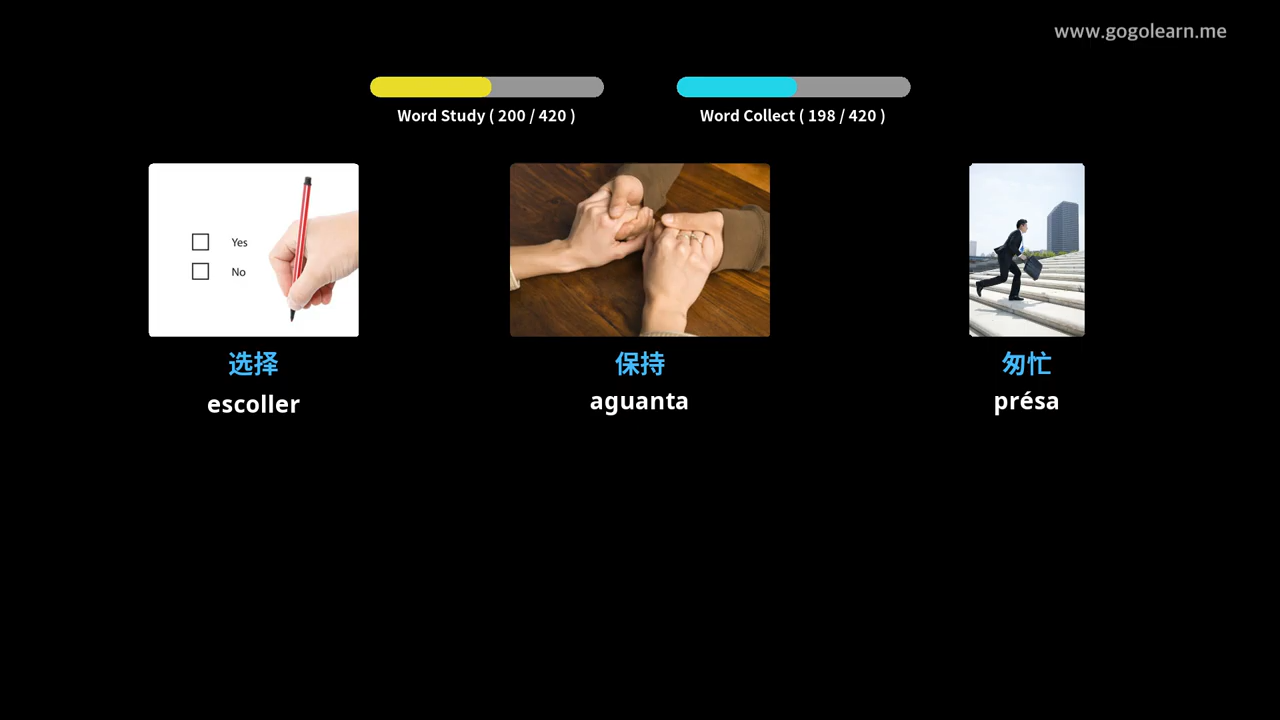 www.gogolearn.me
Word Study ( 200 / 420 )
Word Collect ( 198 / 420 )
Yes
No
选择
保持
匆忙
escoller
aguanta
présa